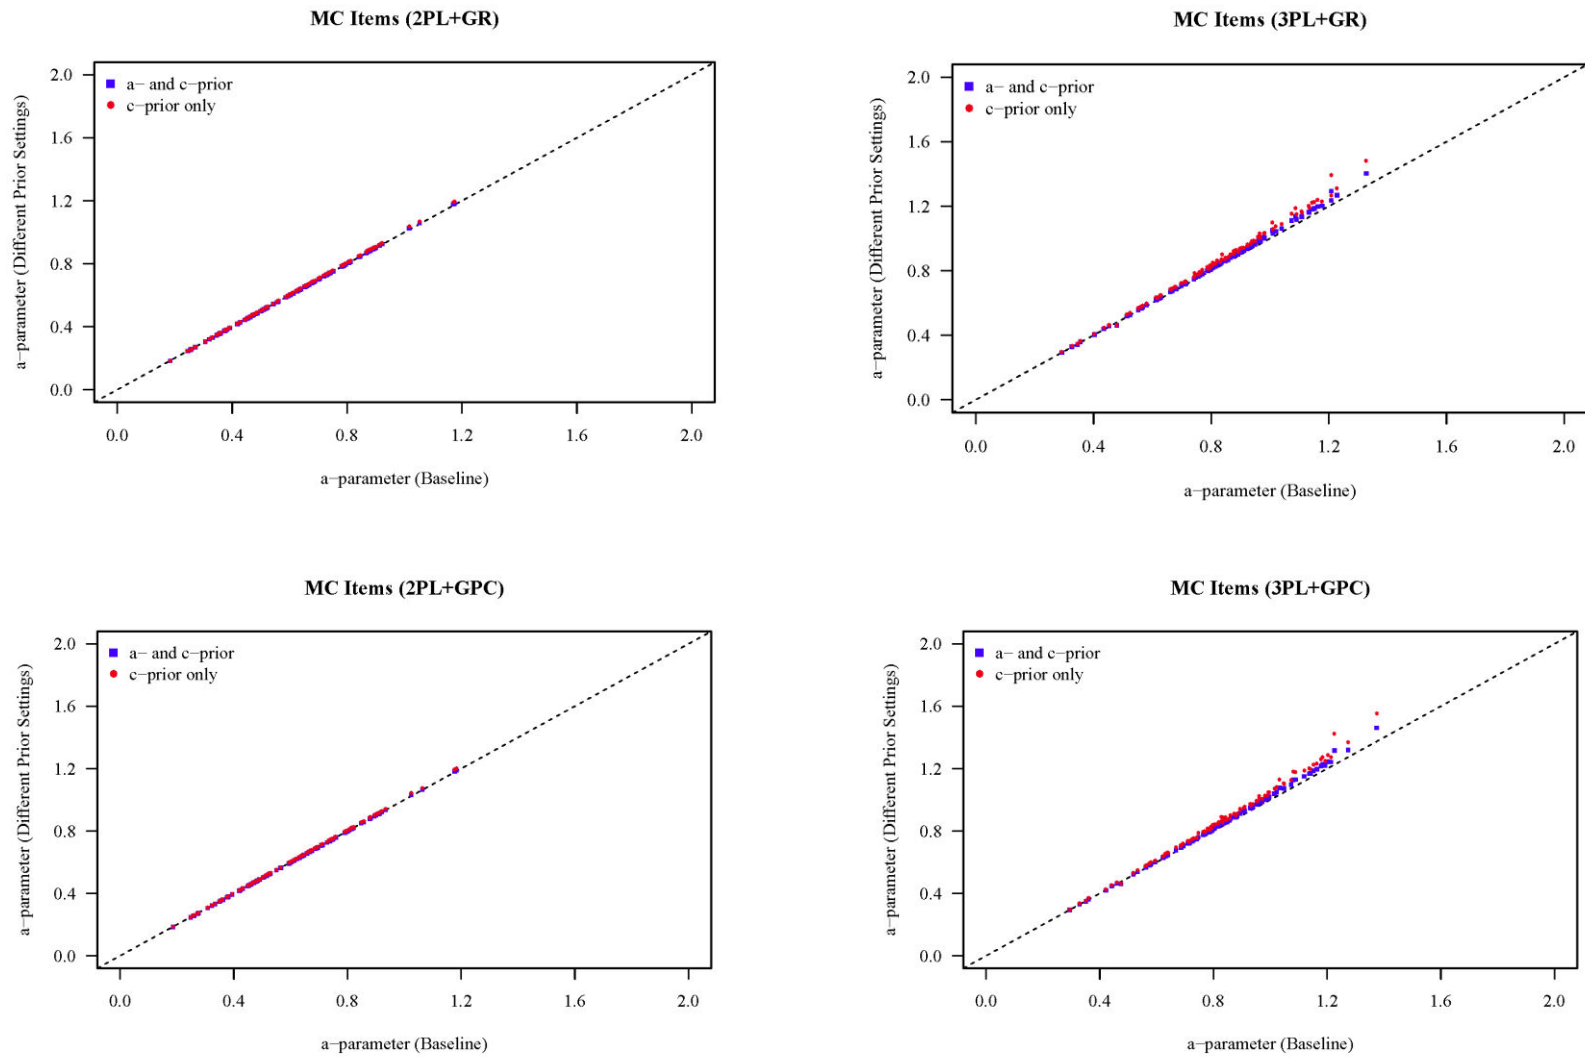 MC Items (2PL+GR)
a− and c−prior
c−prior only
2.0
1.6
1.2
0.8
0.4
0.0
a−parameter (Different Prior Settings)
0.0 0.4 0.8 1.2 1.6 2.0
a−parameter (Baseline)
MC Items (3PL+GR)
a− and c−prior
c−prior only
2.0
1.6
1.2
0.8
0.4
0.0
a−parameter (Different Prior Settings)
0.0 0.4 0.8 1.2 1.6 2.0
a−parameter (Baseline)
MC Items (2PL+GPC)
a− and c−prior
c−prior only
2.0
1.6
1.2
0.8
0.4
0.0
a−parameter (Different Prior Settings)
0.0 0.4 0.8 1.2 1.6 2.0
a−parameter (Baseline)
MC Items (3PL+GPC)
a− and c−prior
c−prior only
2.0
1.6
1.2
0.8
0.4
0.0
a−parameter (Different Prior Settings)
0.0 0.4 0.8 1.2 1.6 2.0
a−parameter (Baseline)